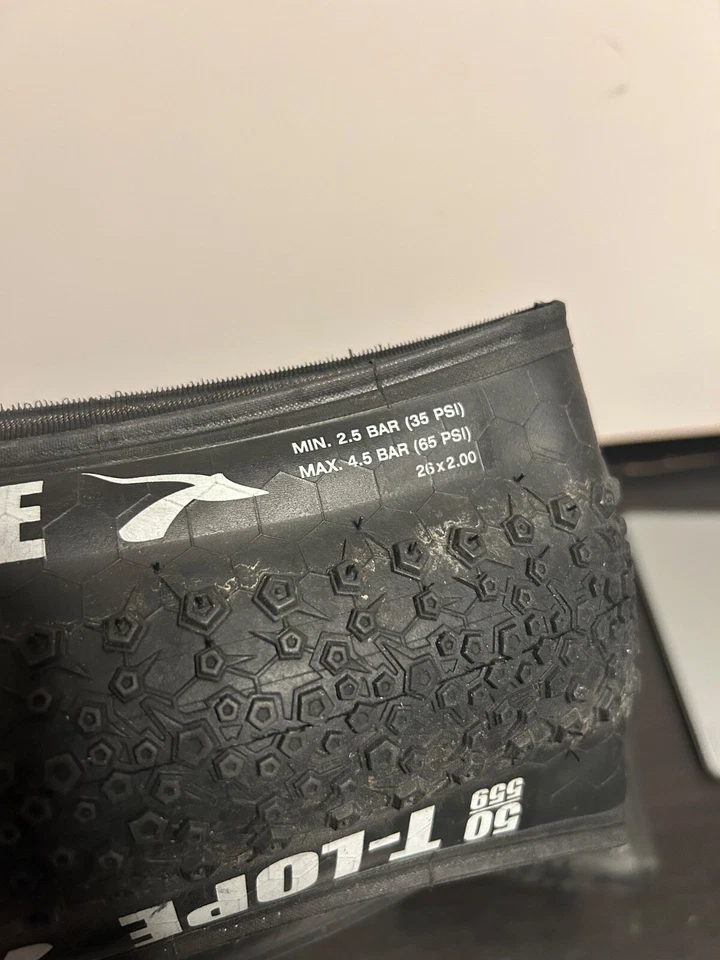 MIN. 2.5 BAR (35 PSI)
MAX. 4.5 BAR (65 PSI)
26x2.00
E
50
559
T-LOPE